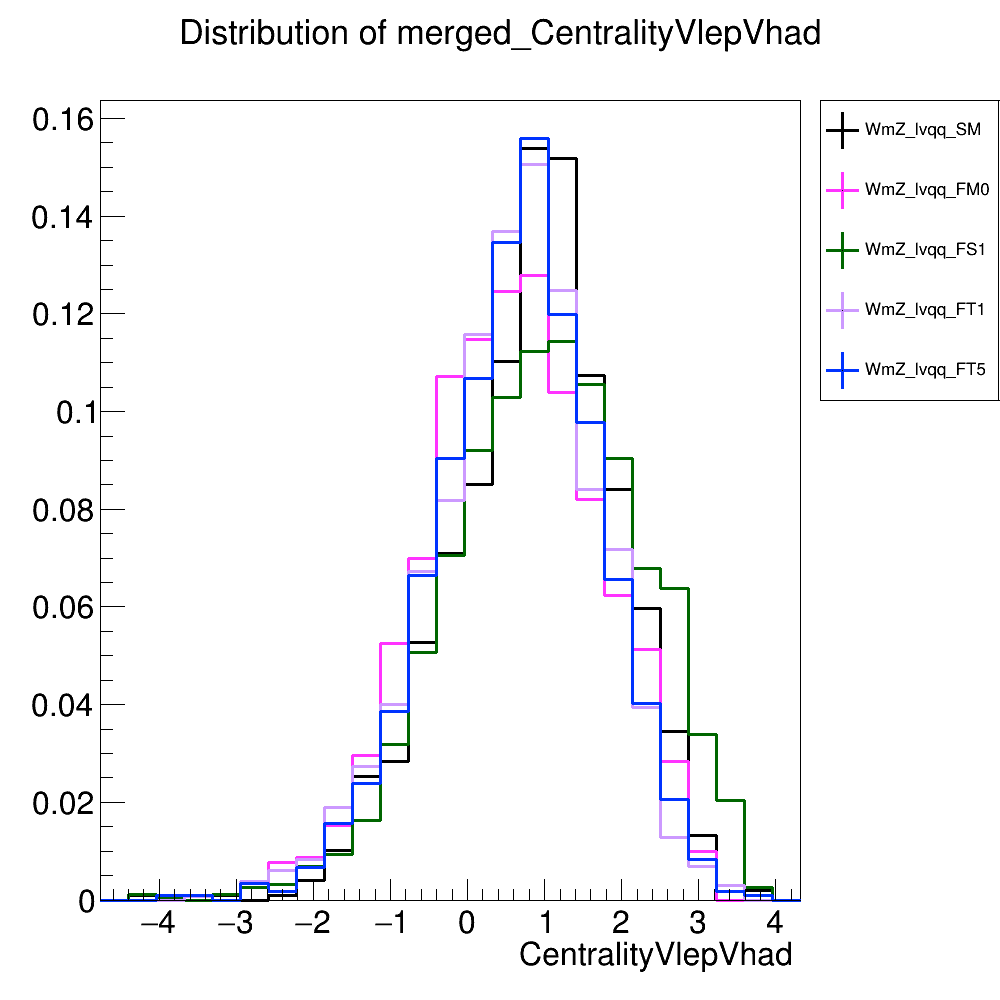 Distribution of merged_CentralityVlepVhad
0.16
0.14
0.12
0.1
0.08
0.06
0.04
0.02
0
−4 −3 −2 −1 0 1 2 3 4
CentralityVlepVhad
WmZ_lvqq_SM
WmZ_lvqq_FM0
WmZ_lvqq_FS1
WmZ_lvqq_FT1
WmZ_lvqq_FT5